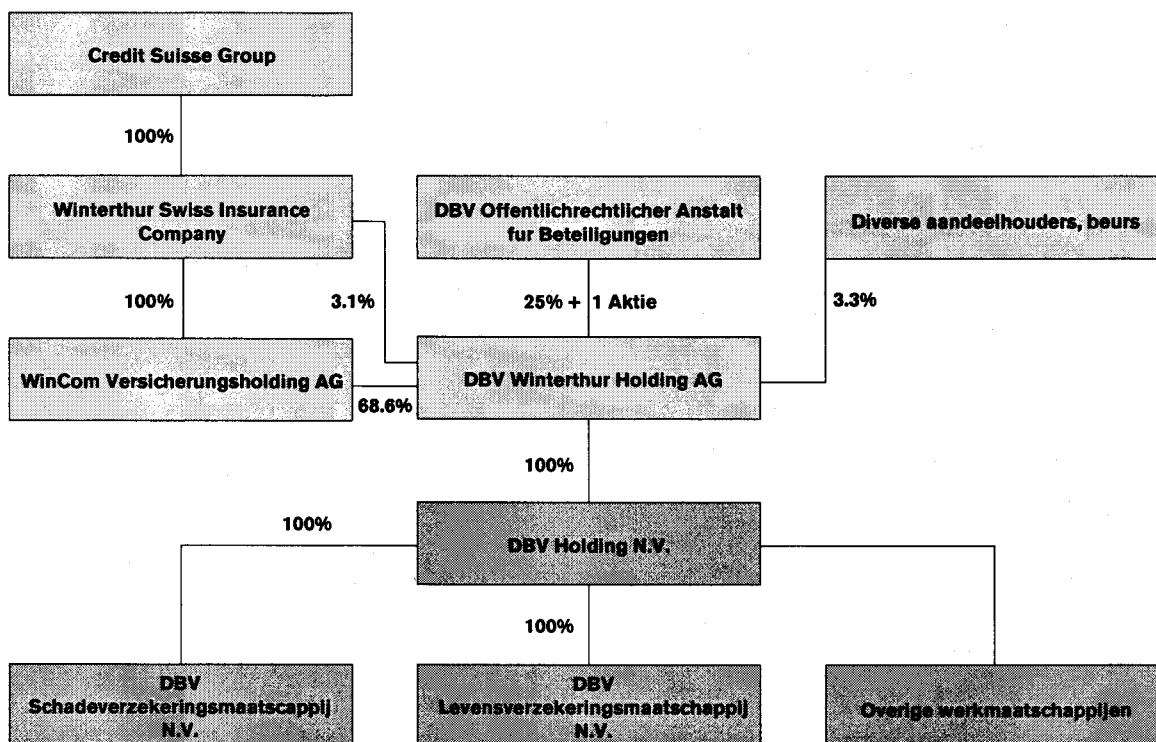 Credit Suisse Group
100%
Winterthur Swiss Insurance
Company
DBV Offentlichrechtlicher Anstalt
fur Beteiligungen
Diverse aandeelhouders, beurs
100%
3.1%
25% + 1 Aktie
3.3%
WinCom Versicherungsholding AG
68.6%
DBV Winterthur Holding AG
100%
100%
DBV Holding N.V.
100%
DBV
Schadeverzekeringsmaatscappij
N.V.
DBV
Levensverzekeringsmaatschappij
N.V.
Overige werkmaatschappijen